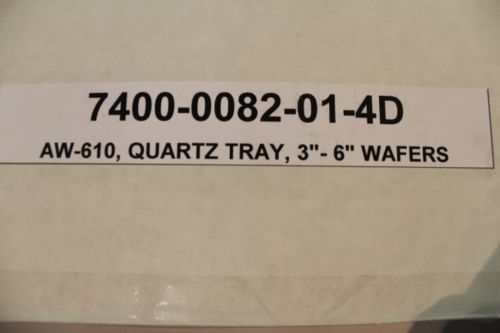 7400-0082-01-4D
AW-610, QUARTZ TRAY, 3"- 6" WAFERS